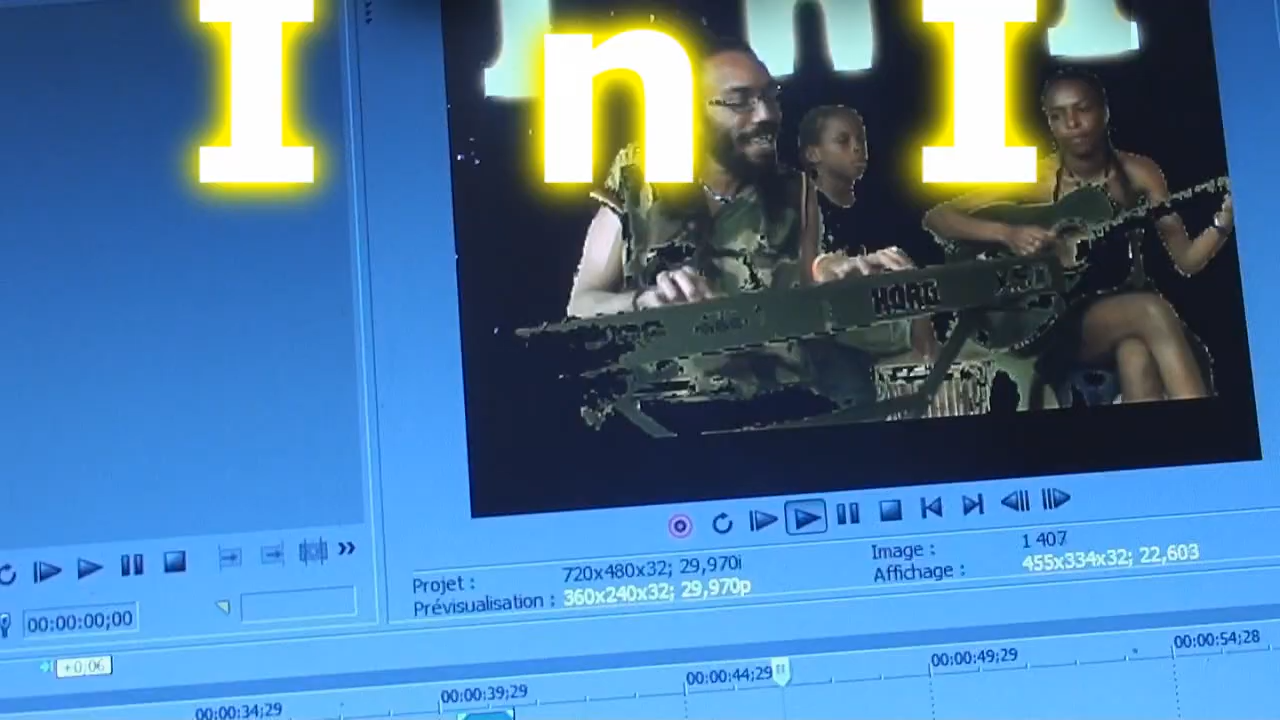 I n I
KORG
X5D
Projet : 720x480x32; 29,970i
Prévisualisation : 360x240x32; 29,970p
Image : 1 407
Affichage : 455x334x32; 22,603
00:00:00;00
+0;06
00:00:34;29
00:00:39;29
00:00:44;29
00:00:49;29
00:00:54;28